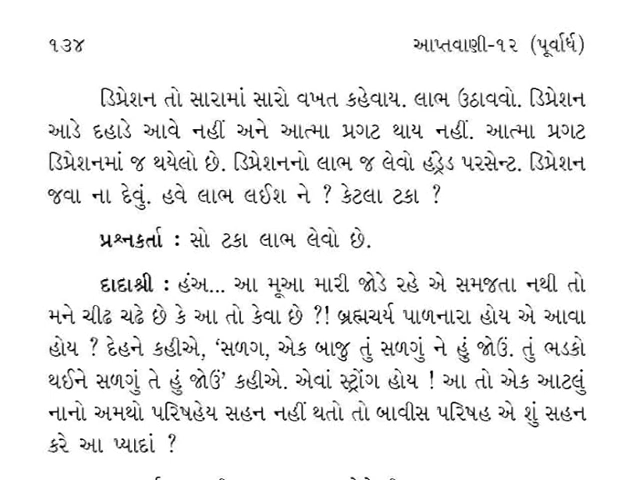 ૧૩૪ આપ્તવાણી-૧૨ (પૂર્વાર્ધ)
ડિપ્રેશન તો સારામાં સારો વખત કહેવાય. લાભ ઉઠાવવો. ડિપ્રેશન
આડે દહાડે આવે નહીં અને આત્મા પ્રગટ થાય નહીં. આત્મા પ્રગટ
ડિપ્રેશનમાં જ થયેલો છે. ડિપ્રેશનનો લાભ જ લેવો હંડ્રેડ પરસેન્ટ. ડિપ્રેશન
જવા ના દેવું. હવે લાભ લઈશ ને ? કેટલા ટકા ?
પ્રશ્નકર્તા : સો ટકા લાભ લેવો છે.
દાદાશ્રી : હંઅ... આ મૂઆ મારી જોડે રહે એ સમજતા નથી તો
મને ચીઢ ચઢે છે કે આ તો કેવા છે ?! બ્રહ્મચર્ય પાળનારા હોય એ આવા
હોય ? દેહને કહીએ, ‘સળગ, એક બાજુ તું સળગું ને હું જોઉં. તું ભડકો
થઈને સળગું તે હું જોઉં’ કહીએ. એવાં સ્ટ્રોંગ હોય ! આ તો એક આટલું
નાનો અમથો પરિષહેય સહન નહીં થતો તો બાવીસ પરિષહ એ શું સહન
કરે આ પ્યાદાં ?